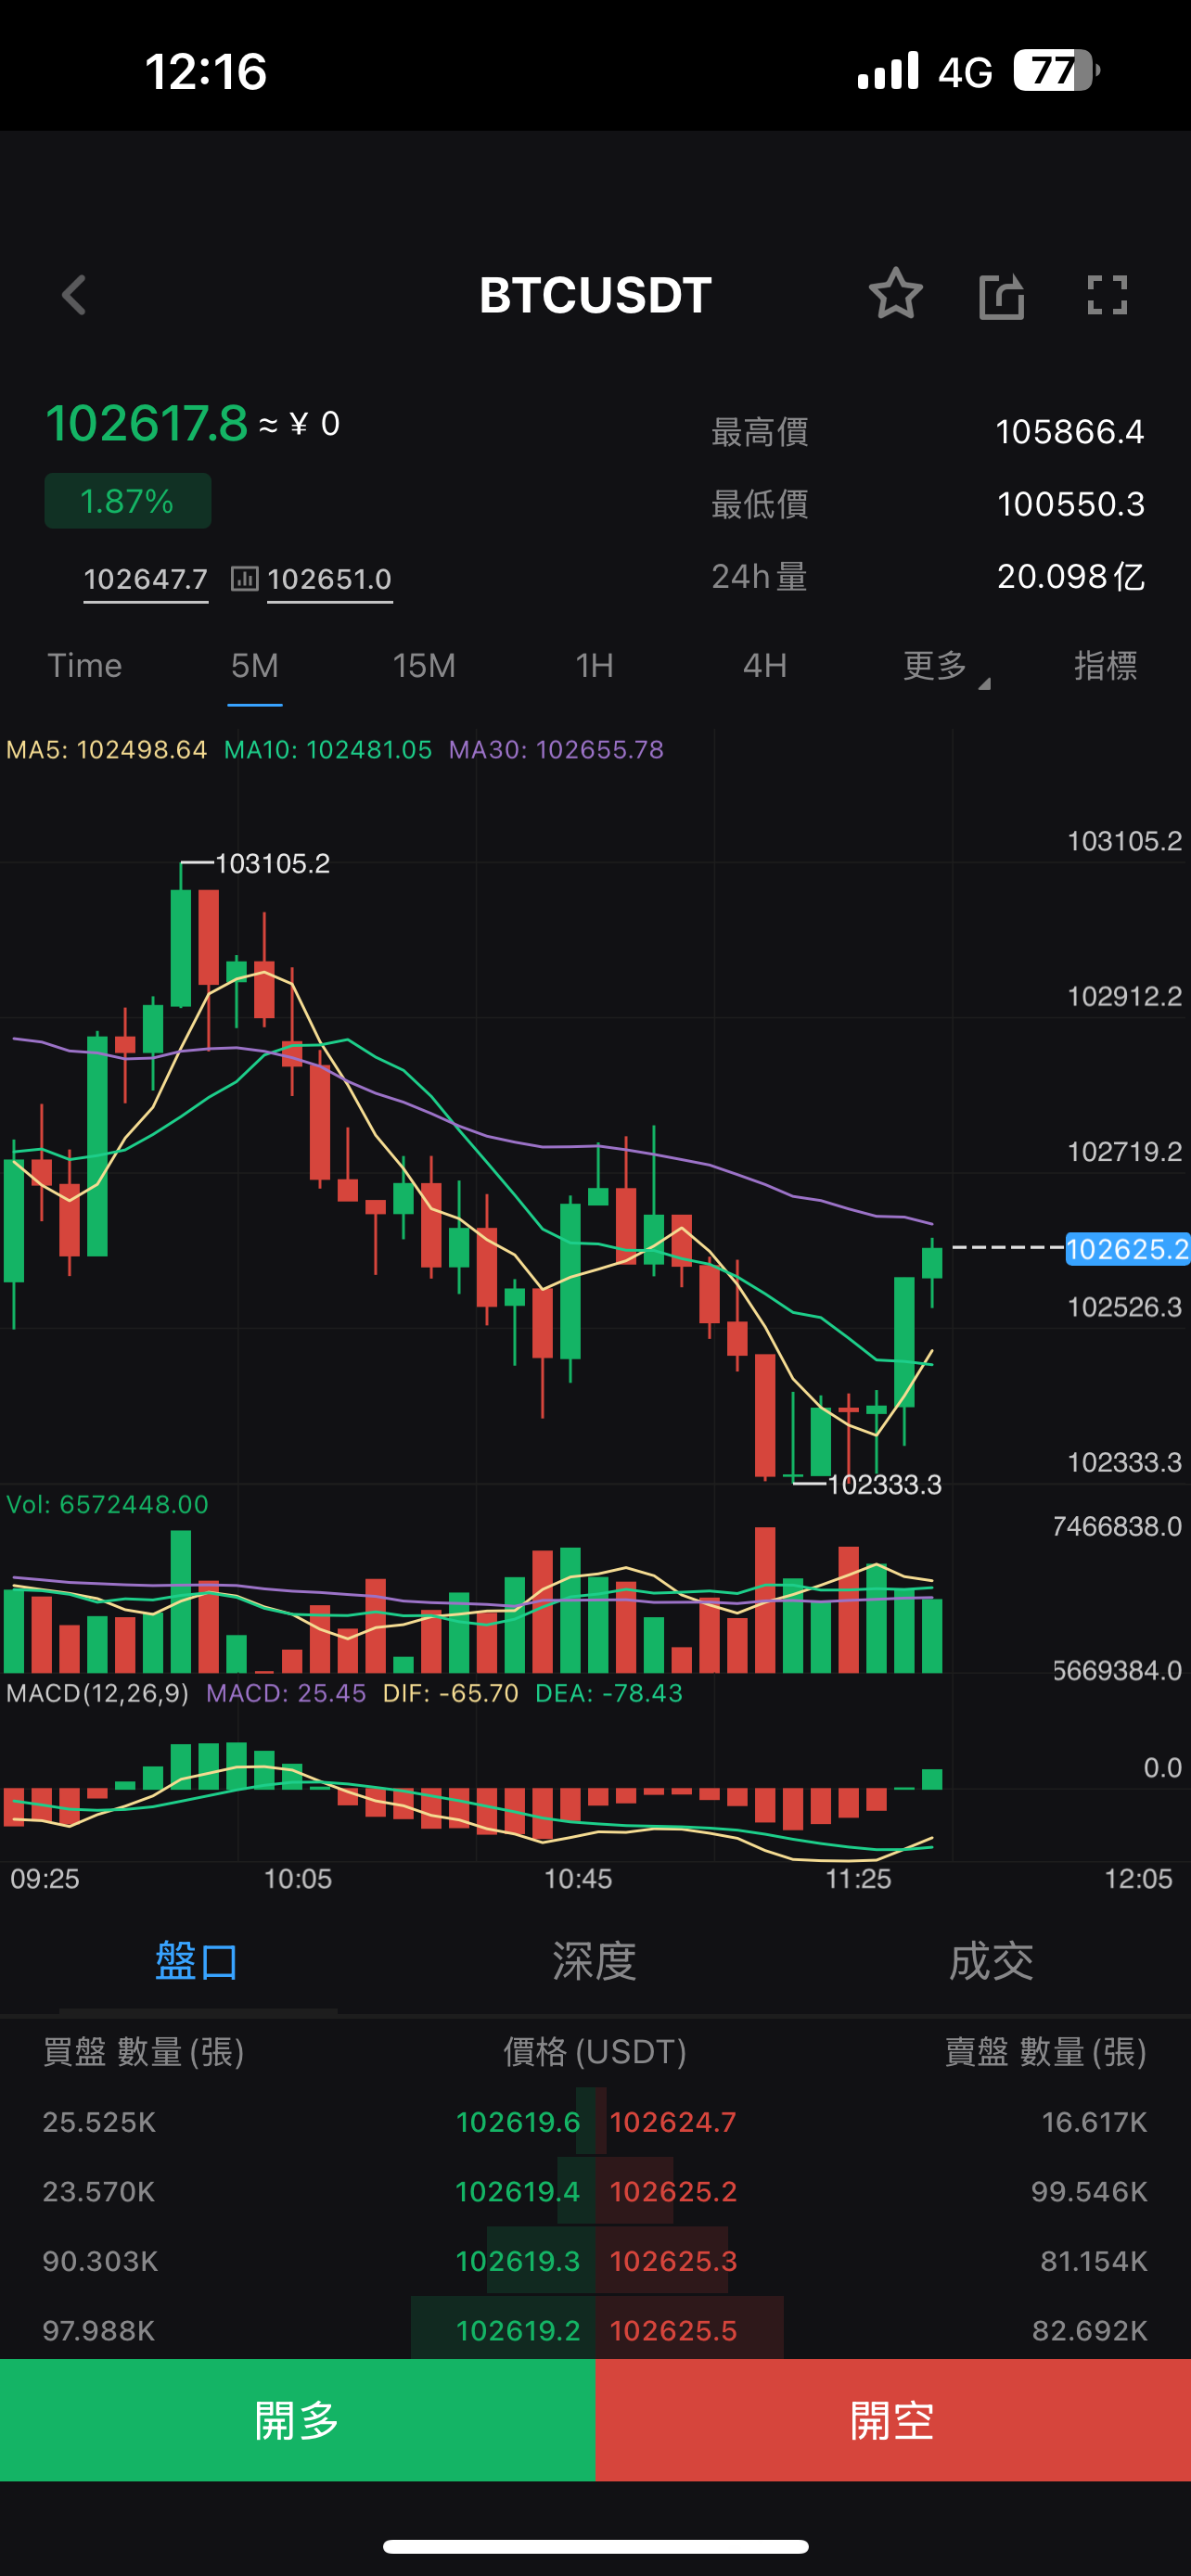 12:16 4G 77
BTCUSDT
102617.8 ≈ ¥ 0
1.87%
102647.7 102651.0
最高價 105866.4
最低價 100550.3
24h量 20.098亿
Time 5M 15M 1H 4H 更多 指標
MA5: 102498.64 MA10: 102481.05 MA30: 102655.78
103105.2
103105.2
102912.2
102719.2
102625.2
102526.3
102333.3
102333.3
Vol: 6572448.00
7466838.0
5669384.0
MACD(12,26,9) MACD: 25.45 DIF: -65.70 DEA: -78.43
0.0
09:25 10:05 10:45 11:25 12:05
盤口 深度 成交
買盤 數量(張) 價格(USDT) 賣盤 數量(張)
25.525K 102619.6 102624.7 16.617K
23.570K 102619.4 102625.2 99.546K
90.303K 102619.3 102625.3 81.154K
97.988K 102619.2 102625.5 82.692K
開多 開空